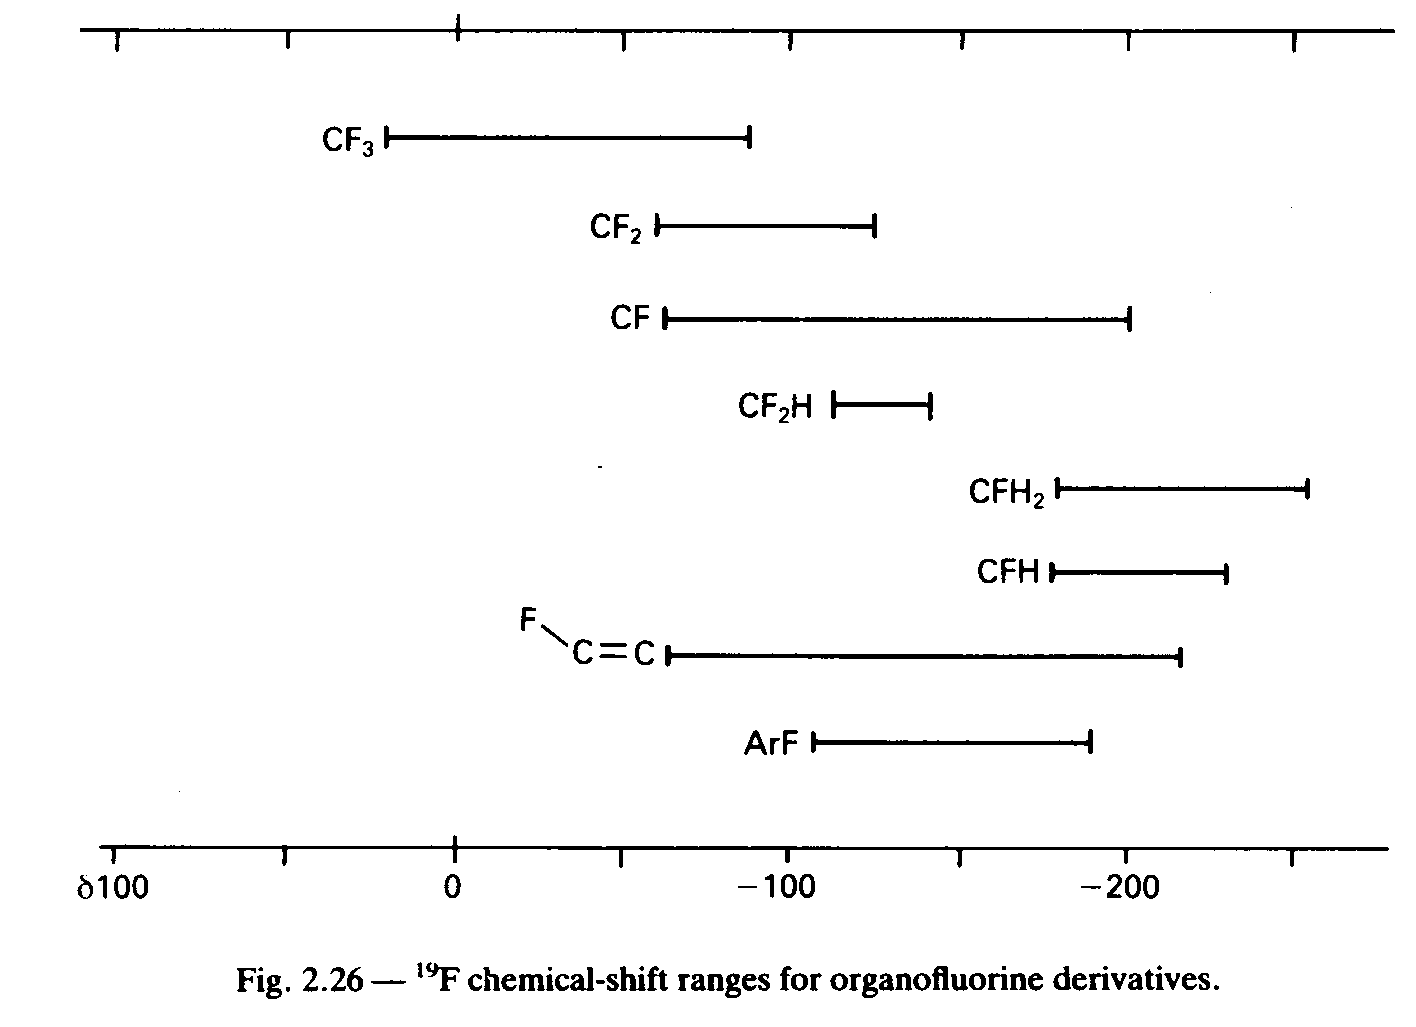 CF₃
CF₂
CF
CF₂H
CFH₂
CFH
F
C=C
ArF
δ100 0 −100 −200
Fig. 2.26 — ¹⁹F chemical-shift ranges for organofluorine derivatives.